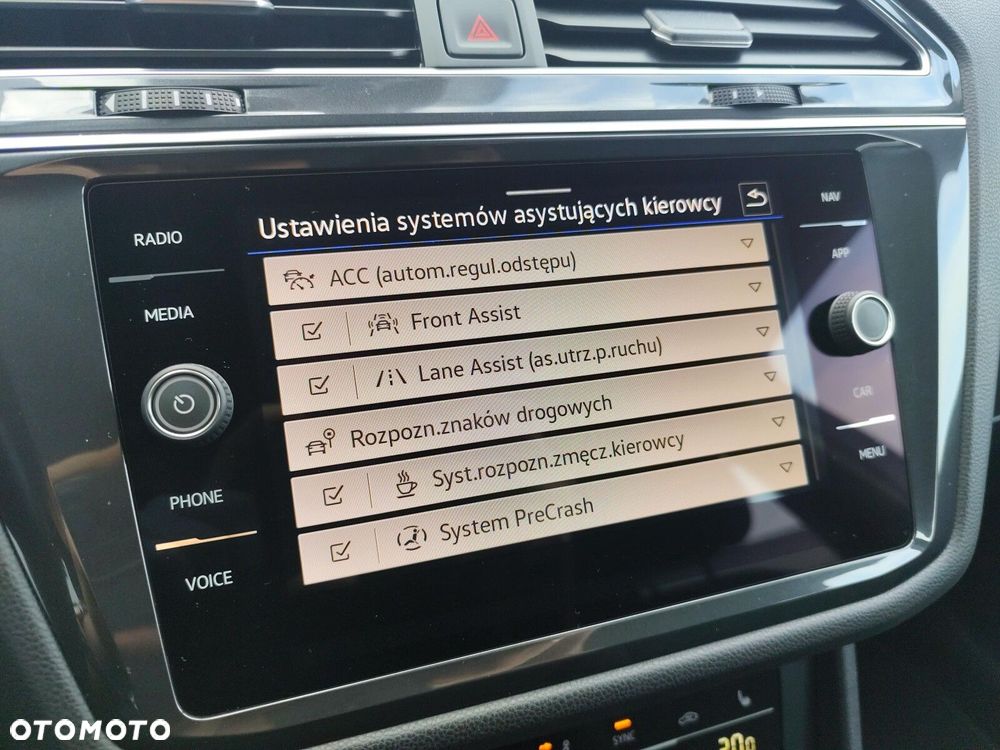 RADIO
MEDIA
PHONE
VOICE
Ustawienia systemów asystujących kierowcy
ACC (autom.regul.odstępu)
Front Assist
Lane Assist (as.utrz.p.ruchu)
Rozpozn.znaków drogowych
Syst.rozpozn.zmęcz.kierowcy
System PreCrash
NAV
APP
CAR
MENU
SYNC
OTOMOTO